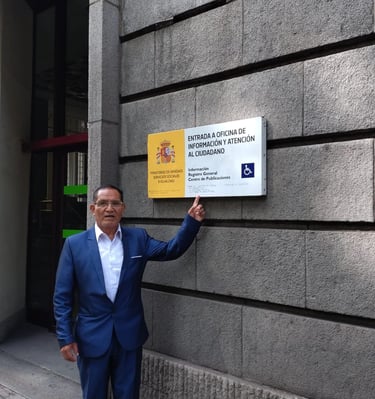 MINISTERIO DE SANIDAD
SERVICIOS SOCIALES
E IGUALDAD
ENTRADA A OFICINA DE
INFORMACIÓN Y ATENCIÓN
AL CIUDADANO
Información
Registro General
Centro de Publicaciones